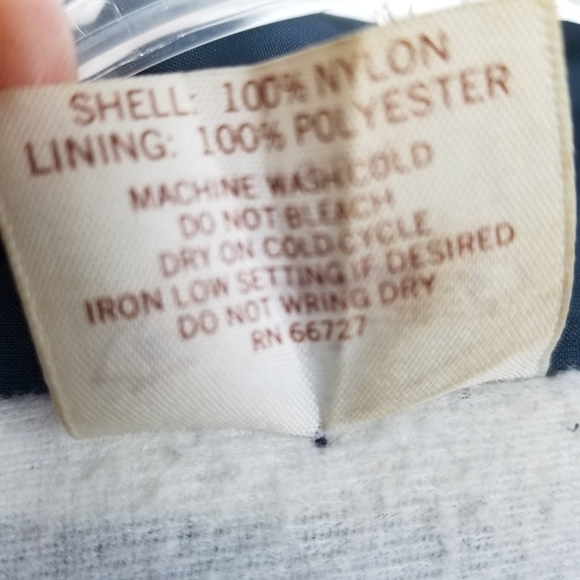 SHELL: 100% NYLON
LINING: 100% POLYESTER
MACHINE WASH COLD
DO NOT BLEACH
DRY ON COLD CYCLE
IRON LOW SETTING IF DESIRED
DO NOT WRING DRY
RN 66727